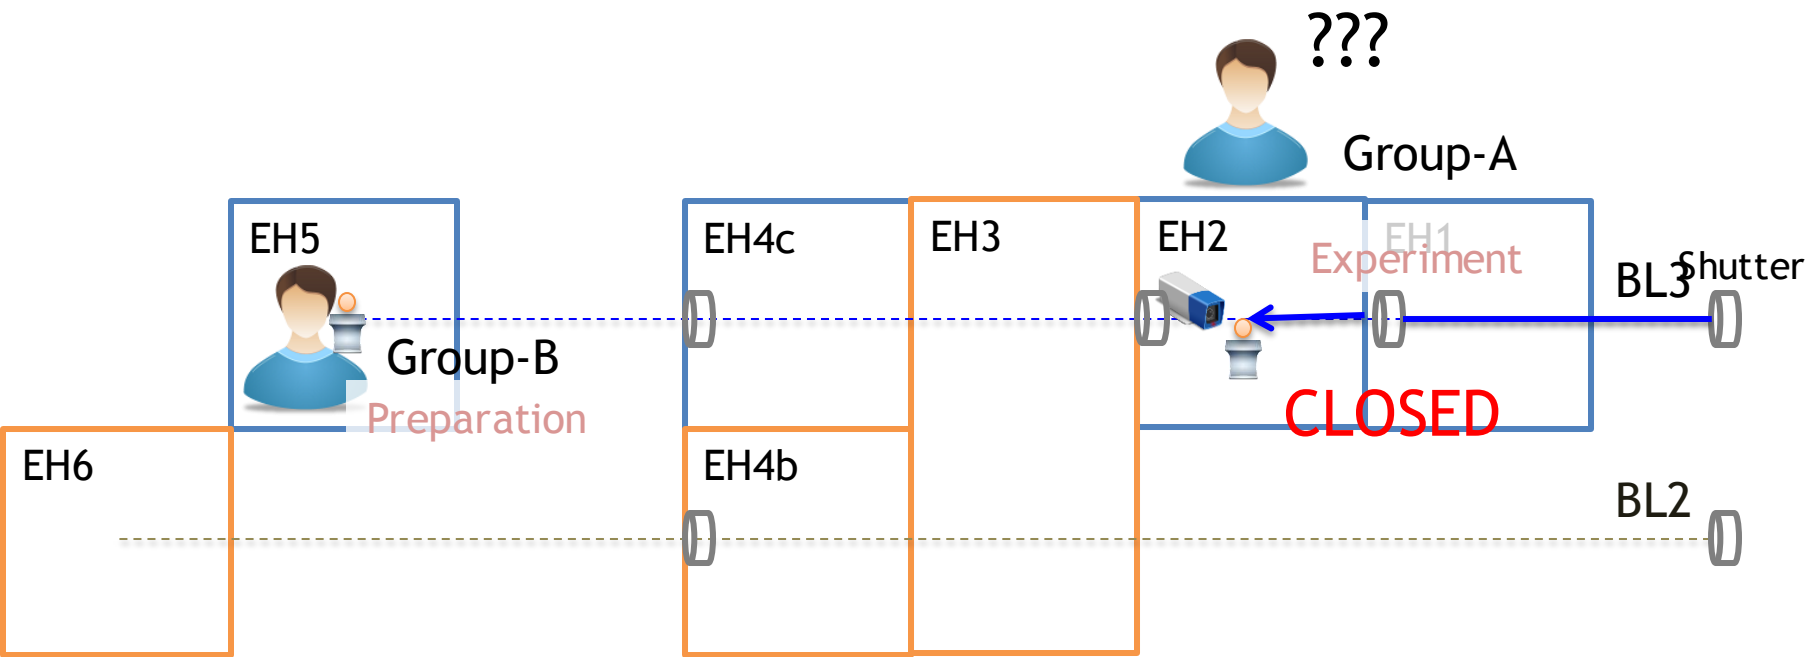 ???
Group-A
EH5
EH4c
EH3
EH2
EH1
Experiment
BL3
Shutter
Group-B
Preparation
CLOSED
EH6
EH4b
BL2